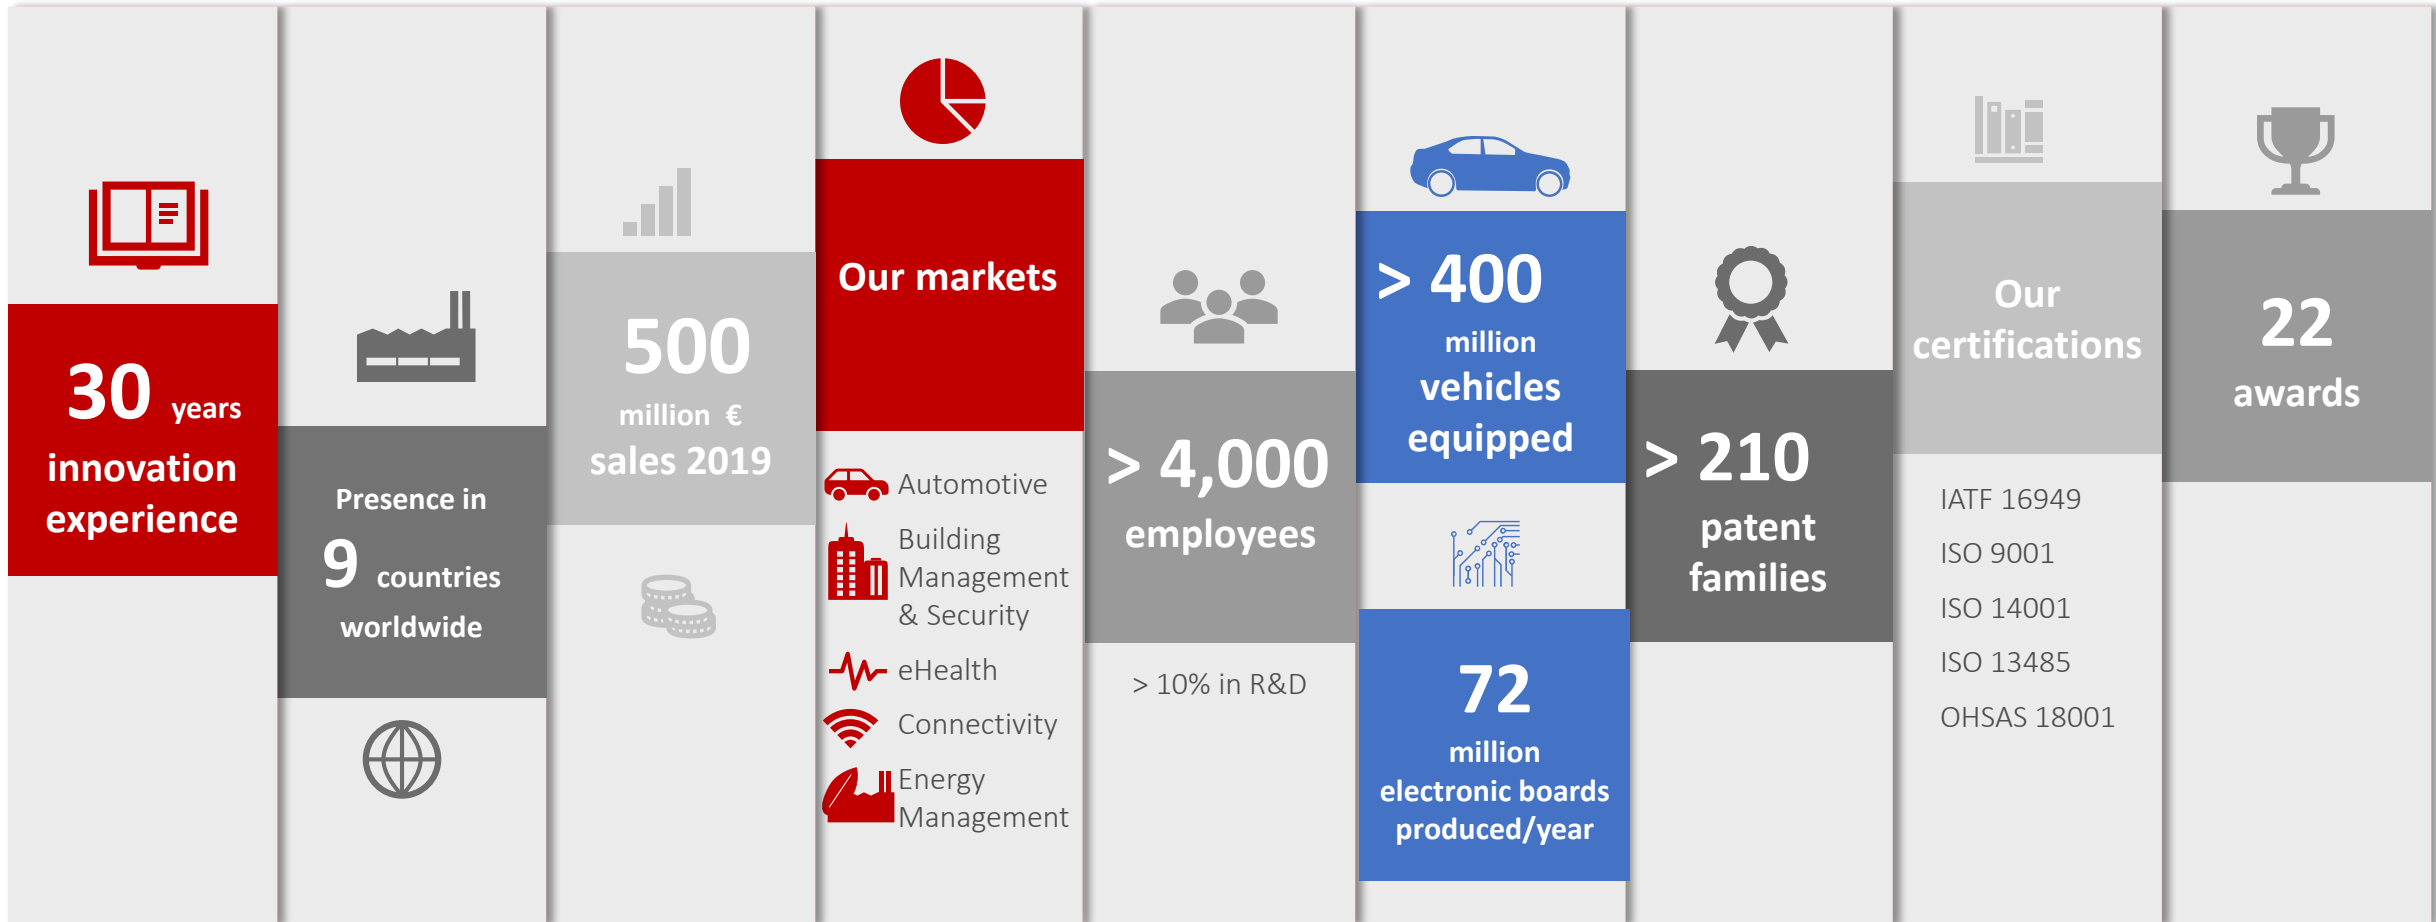 30 years
innovation
experience
Presence in
9 countries
worldwide
500
million €
sales 2019
Our markets
Automotive
Building
Management
& Security
eHealth
Connectivity
Energy
Management
> 4,000
employees
> 10% in R&D
> 400
million
vehicles
equipped
72
million
electronic boards
produced/year
> 210
patent
families
Our
certifications
IATF 16949
ISO 9001
ISO 14001
ISO 13485
OHSAS 18001
22
awards